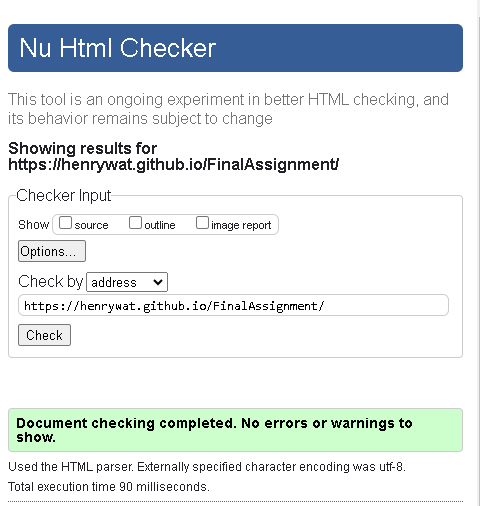 Nu Html Checker
This tool is an ongoing experiment in better HTML checking, and
its behavior remains subject to change
Showing results for
https://henrywat.github.io/FinalAssignment/
Checker Input
Show source outline image report
Options...
Check by address
https://henrywat.github.io/FinalAssignment/
Check
Document checking completed. No errors or warnings to
show.
Used the HTML parser. Externally specified character encoding was utf-8.
Total execution time 90 milliseconds.